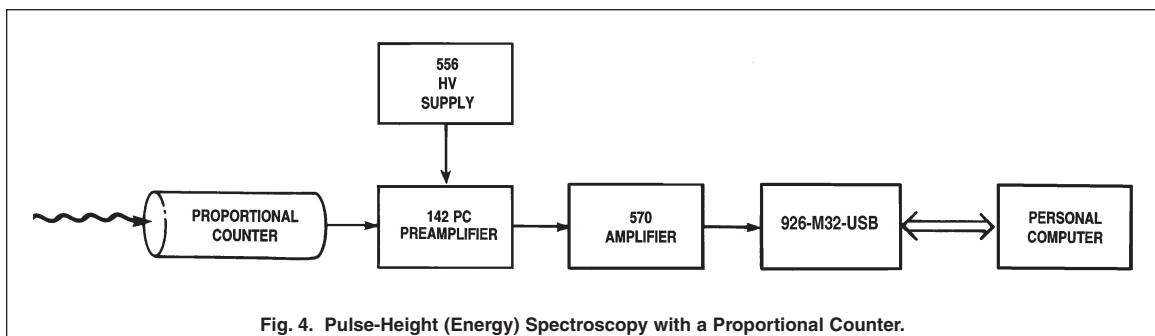 556
HV
SUPPLY
PROPORTIONAL
COUNTER
142 PC
PREAMPLIFIER
570
AMPLIFIER
926-M32-USB
PERSONAL
COMPUTER
Fig. 4. Pulse-Height (Energy) Spectroscopy with a Proportional Counter.